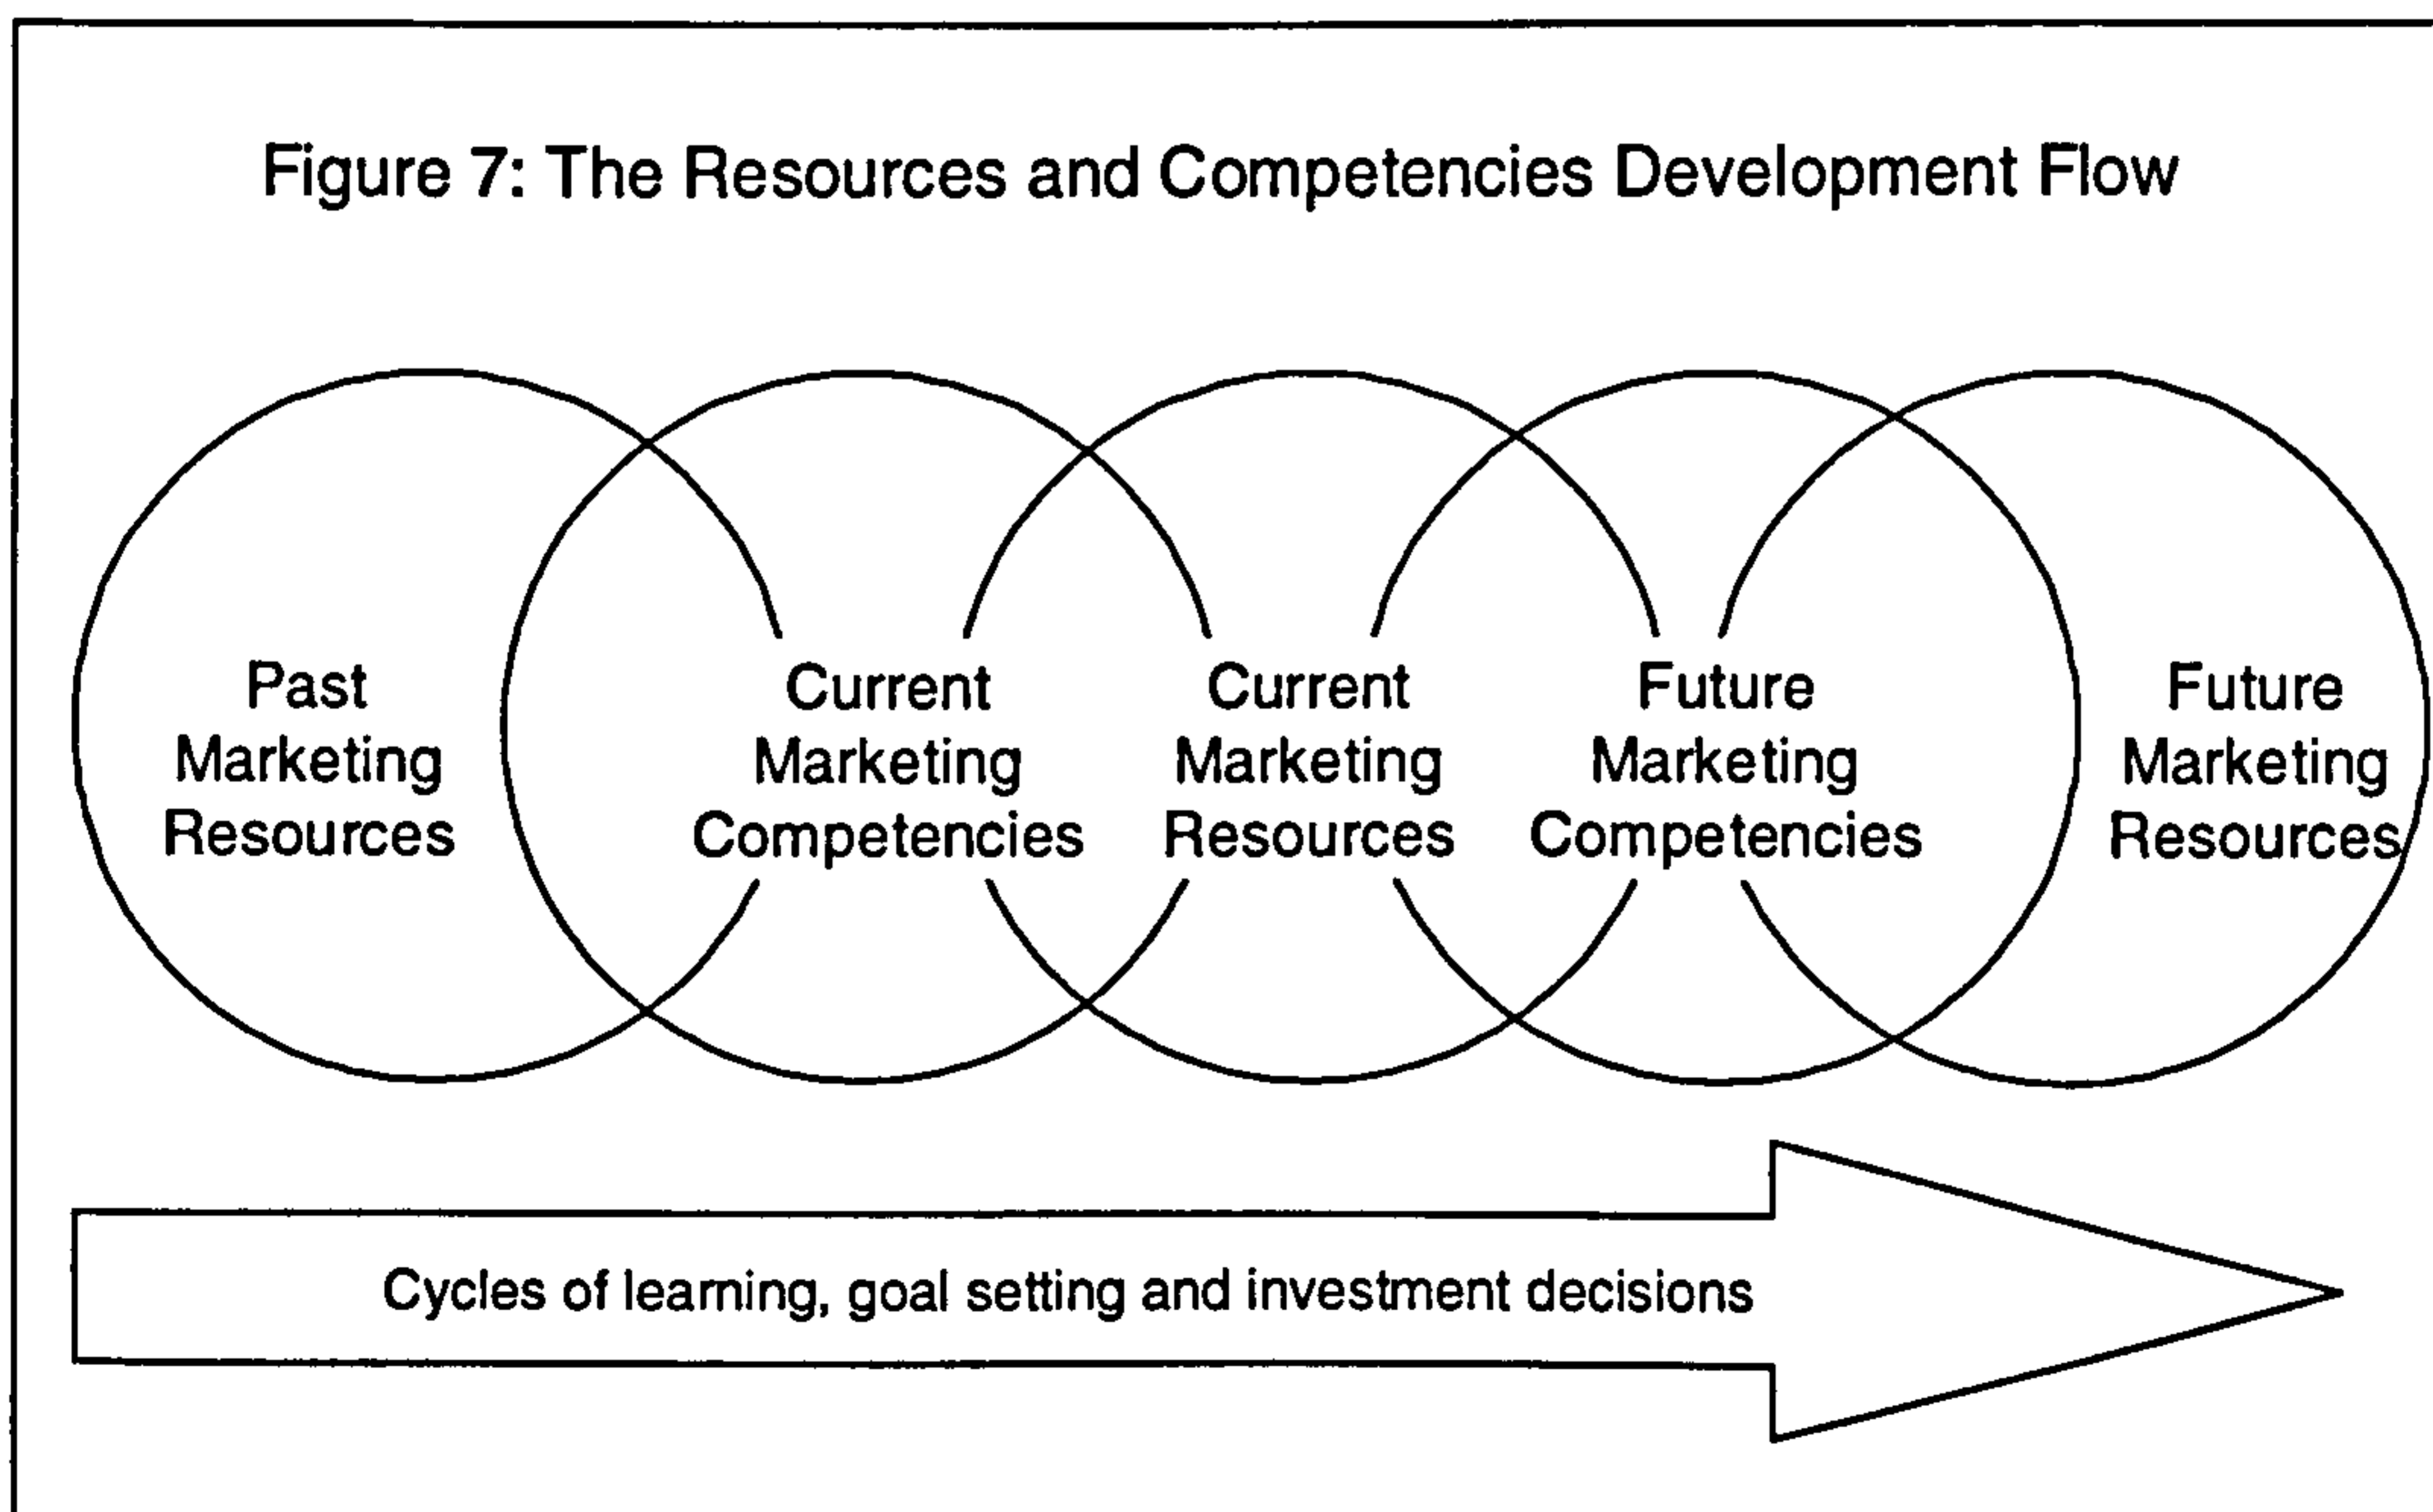 Figure 7: The Resources and Competencies Development Flow
Past
Marketing
Resources
Current
Marketing
Competencies
Current
Marketing
Resources
Future
Marketing
Competencies
Future
Marketing
Resources
Cycles of learning, goal setting and investment decisions